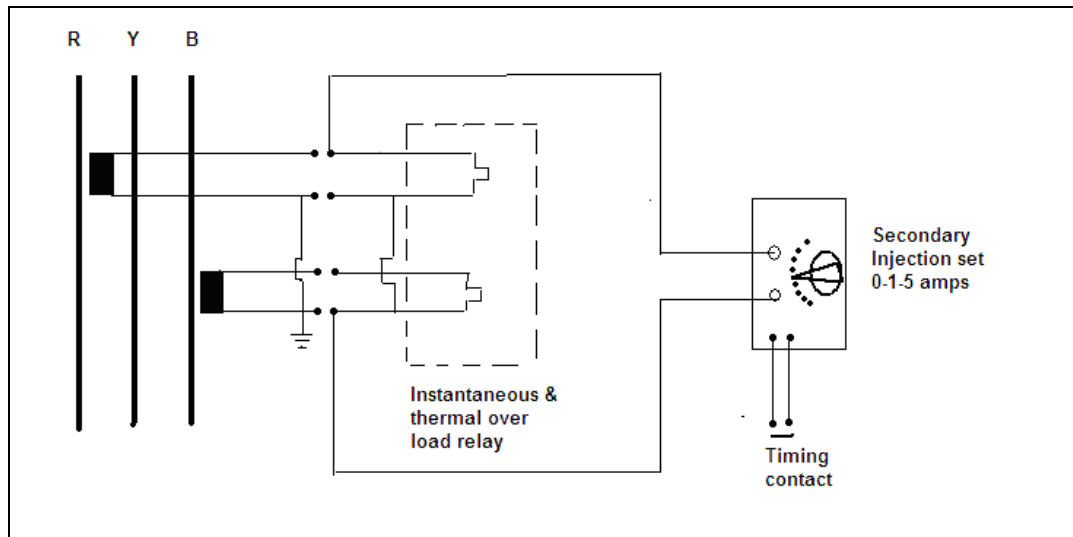 R Y B
Secondary
Injection set
0-1-5 amps
Instantaneous &
thermal over
load relay
Timing
contact